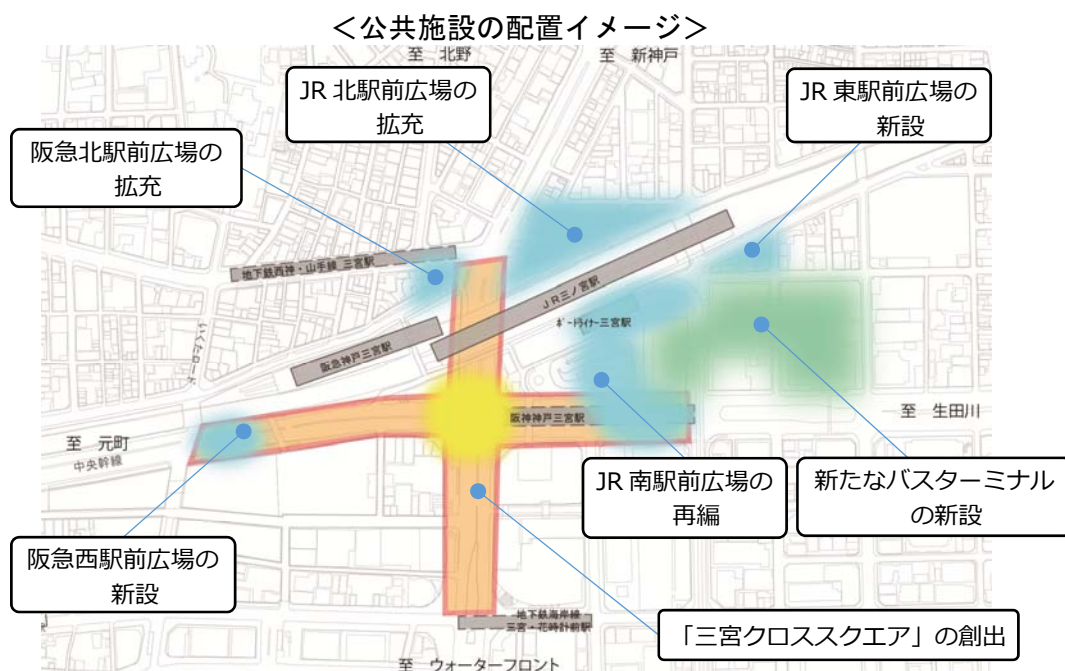 ＜公共施設の配置イメージ＞
至 北野
至 新神戸
JR 北駅前広場の
拡充
JR 東駅前広場の
新設
阪急北駅前広場の
拡充
地下鉄西神・山手線 三宮駅
JR三ノ宮駅
ポートライナー三宮駅
いくたロード
阪急神戸三宮駅
阪神神戸三宮駅
至 生田川
至 元町
中央幹線
JR 南駅前広場の
再編
新たなバスターミナル
の新設
阪急西駅前広場の
新設
地下鉄海岸線
三宮・花時計前駅
「三宮クロススクエア」の創出
至 ウォーターフロント